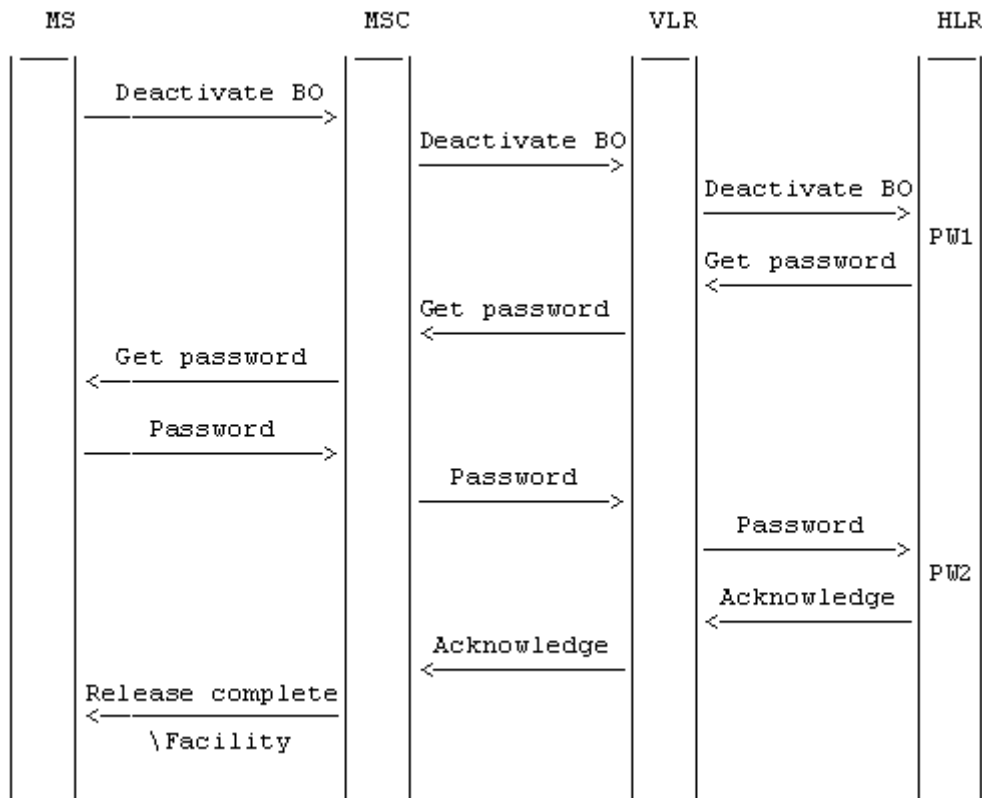 MS MSC VLR HLR
Deactivate BO
Deactivate BO
Deactivate BO
PW1
Get password
Get password
Get password
Password
Password
Password
PW2
Acknowledge
Acknowledge
Release complete
\Facility